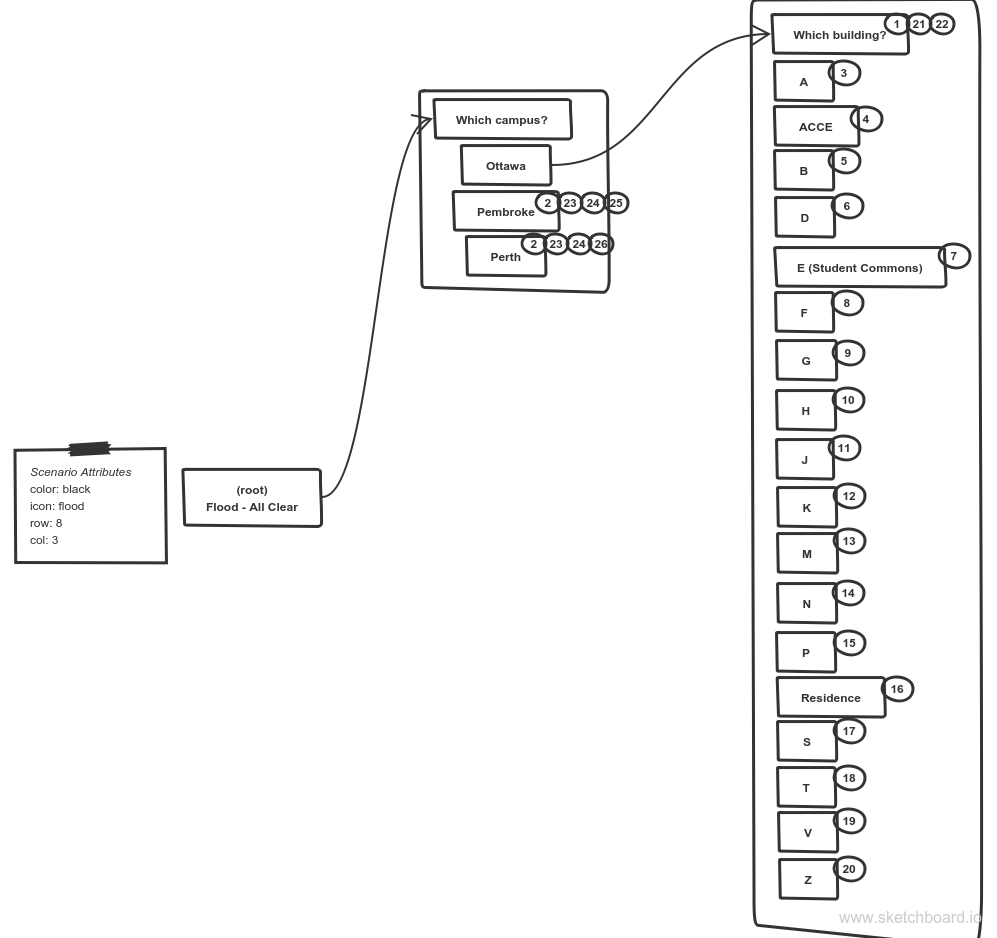 Scenario Attributes
color: black
icon: flood
row: 8
col: 3
(root)
Flood - All Clear
Which campus?
Ottawa
Pembroke 2 23 24 25
Perth 2 23 24 26
Which building? 1 21 22
A 3
ACCE 4
B 5
D 6
E (Student Commons) 7
F 8
G 9
H 10
J 11
K 12
M 13
N 14
P 15
Residence 16
S 17
T 18
V 19
Z 20
www.sketchboard.io